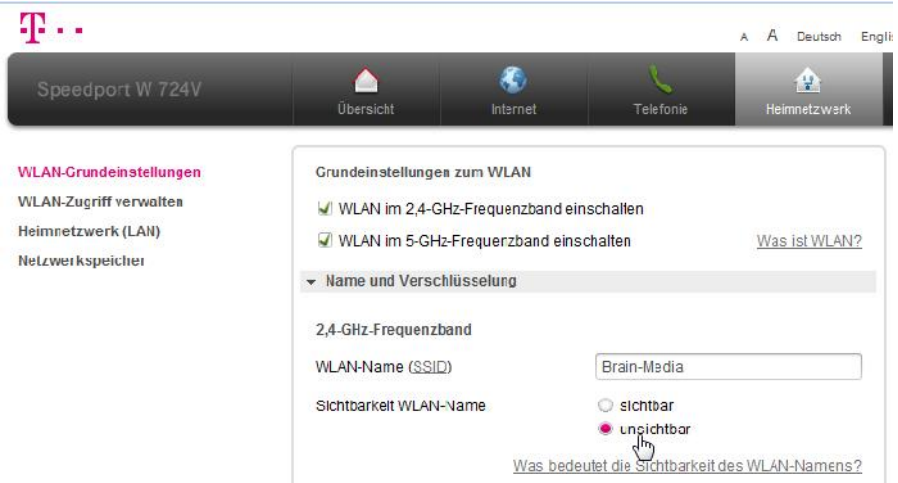 T··
A A Deutsch Engli
Speedport W 724V
Übersicht Internet Telefonie Heimnetzwerk
WLAN-Grundeinstellungen
WLAN-Zugriff verwalten
Heimnetzwerk (LAN)
Netzwerkspeicher
Grundeinstellungen zum WLAN
WLAN im 2,4-GHz-Frequenzband einschalten
WLAN im 5-GHz-Frequenzband einschalten Was ist WLAN?
Name und Verschlüsselung
2,4-GHz-Frequenzband
WLAN-Name (SSID) Brain-Media
Sichtbarkeit WLAN-Name sichtbar
unsichtbar
Was bedeutet die Sichtbarkeit des WLAN-Namens?